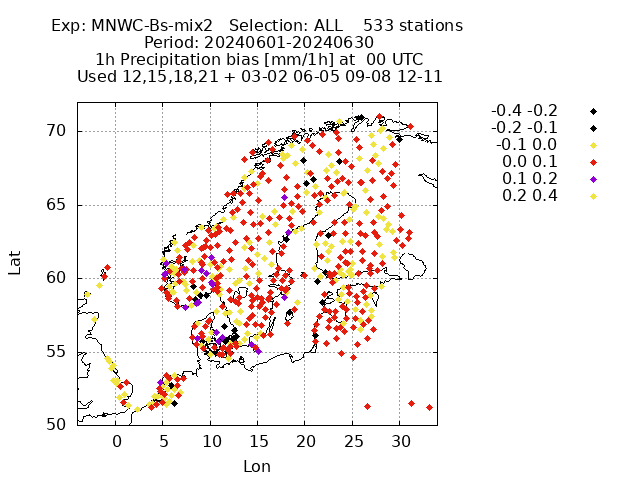 Exp: MNWC-Bs-mix2   Selection: ALL    533 stations
Period: 20240601-20240630
1h Precipitation bias [mm/1h] at  00 UTC
Used 12,15,18,21 + 03-02 06-05 09-08 12-11
-0.4 -0.2
-0.2 -0.1
-0.1 0.0
0.0 0.1
0.1 0.2
0.2 0.4
Lat
70
65
60
55
50
0 5 10 15 20 25 30
Lon